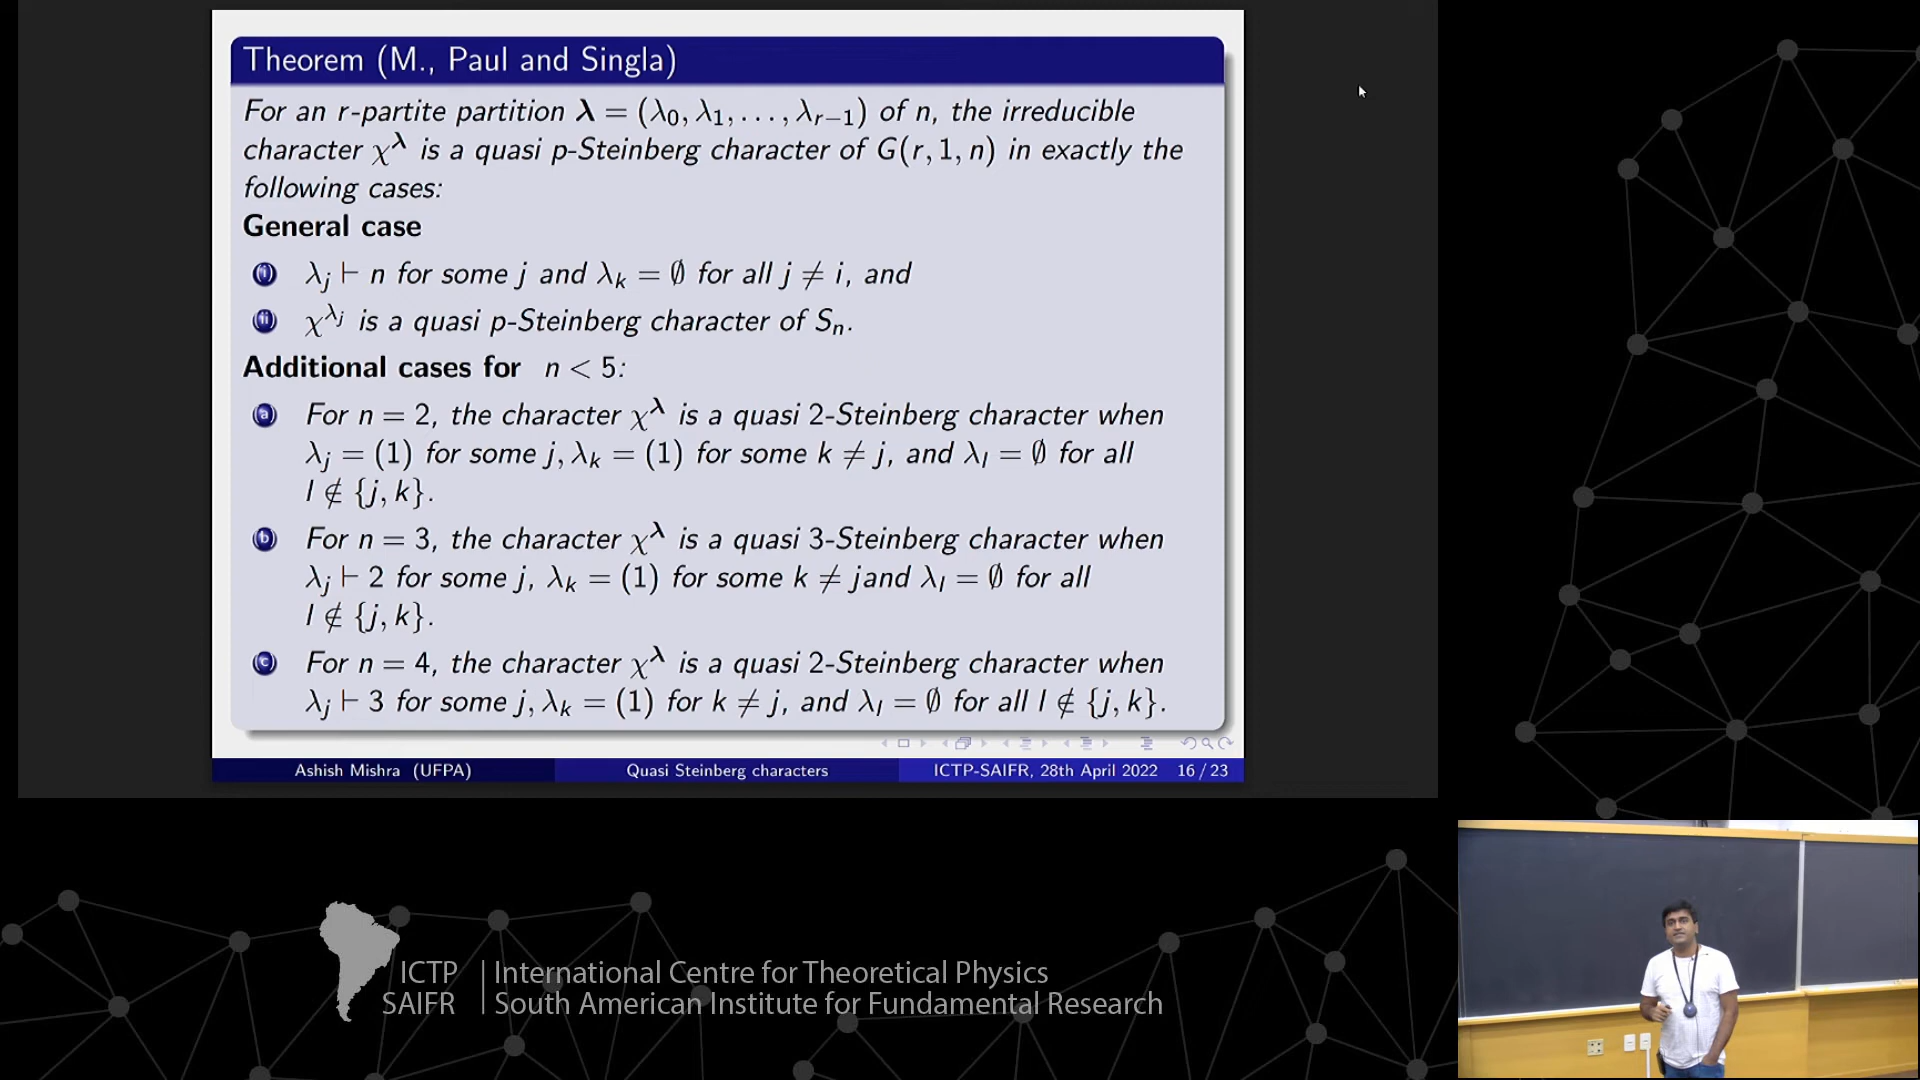 Theorem (M., Paul and Singla)
For an r-partite partition λ = (λ₀, λ₁, . . . , λᵣ₋₁) of n, the irreducible
character χ^λ is a quasi p-Steinberg character of G(r, 1, n) in exactly the
following cases:
General case
i λⱼ ⊢ n for some j and λₖ = ∅ for all j ≠ i, and
ii χ^λⱼ is a quasi p-Steinberg character of Sₙ.
Additional cases for n < 5:
a For n = 2, the character χ^λ is a quasi 2-Steinberg character when
λⱼ = (1) for some j, λₖ = (1) for some k ≠ j, and λₗ = ∅ for all
l ∉ {j, k}.
b For n = 3, the character χ^λ is a quasi 3-Steinberg character when
λⱼ ⊢ 2 for some j, λₖ = (1) for some k ≠ jand λₗ = ∅ for all
l ∉ {j, k}.
c For n = 4, the character χ^λ is a quasi 2-Steinberg character when
λⱼ ⊢ 3 for some j, λₖ = (1) for k ≠ j, and λₗ = ∅ for all l ∉ {j, k}.
Ashish Mishra (UFPA) Quasi Steinberg characters ICTP-SAIFR, 28th April 2022 16 / 23
ICTP International Centre for Theoretical Physics
SAIFR South American Institute for Fundamental Research